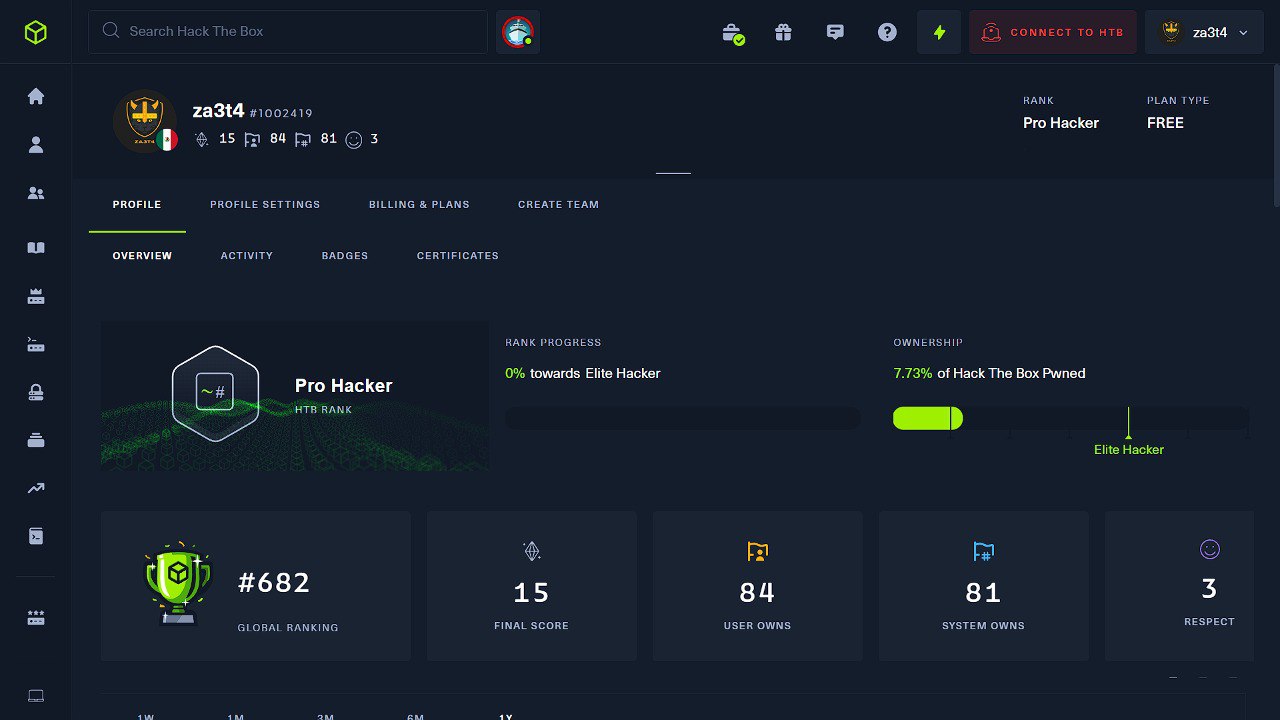 Search Hack The Box
CONNECT TO HTB
za3t4
za3t4 #1002419
15 84 81 3
ZA3T4
RANK
Pro Hacker
PLAN TYPE
FREE
PROFILE PROFILE SETTINGS BILLING & PLANS CREATE TEAM
OVERVIEW ACTIVITY BADGES CERTIFICATES
~#
Pro Hacker
HTB RANK
RANK PROGRESS
0% towards Elite Hacker
OWNERSHIP
7.73% of Hack The Box Pwned
Elite Hacker
#682
GLOBAL RANKING
15
FINAL SCORE
84
USER OWNS
81
SYSTEM OWNS
3
RESPECT
1W 1M 3M 6M 1Y